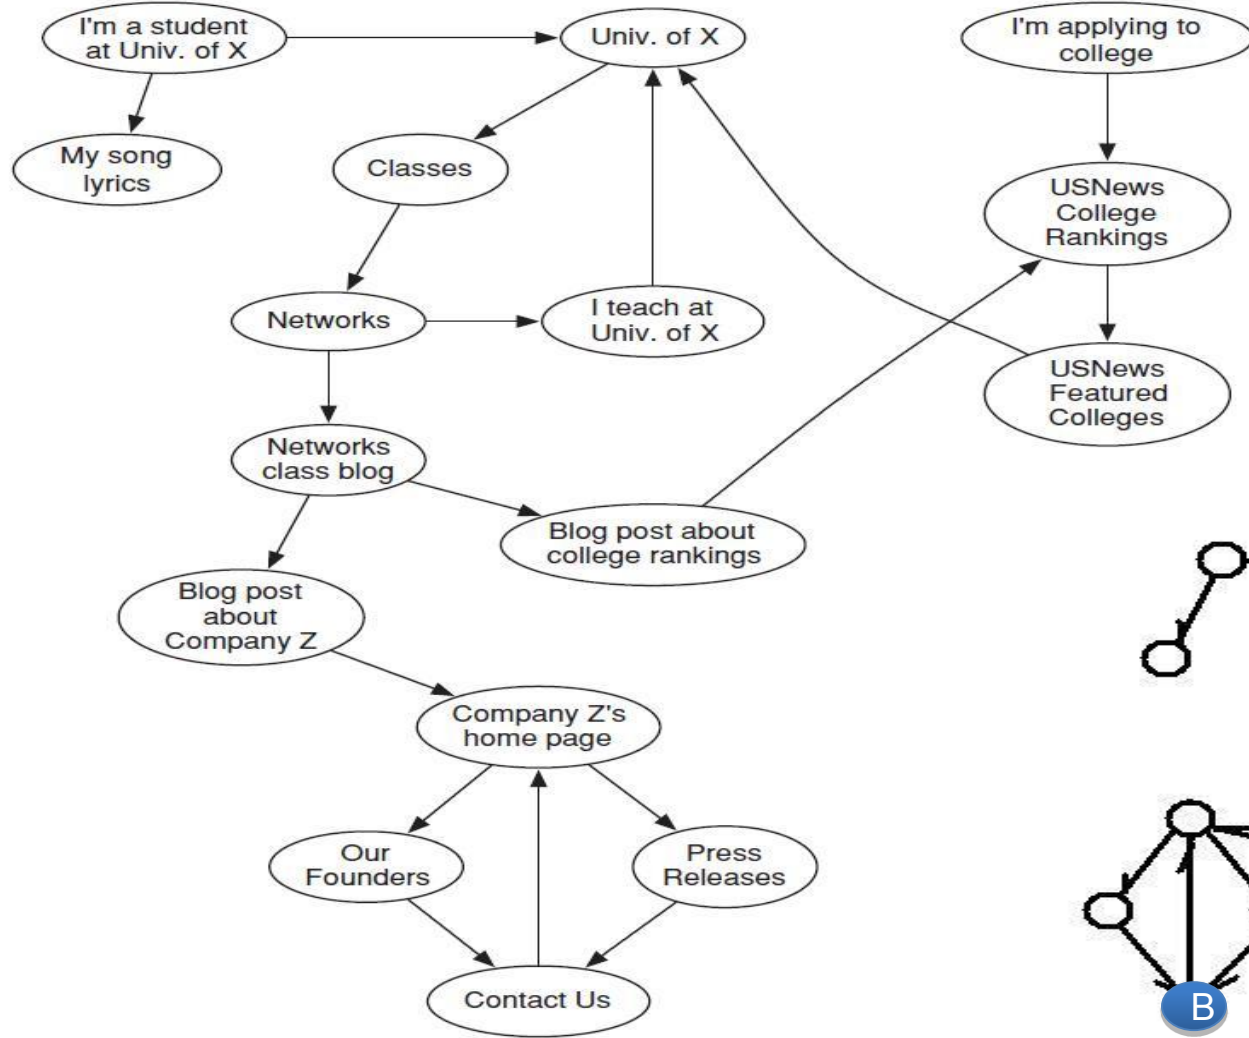 I'm a student
at Univ. of X
Univ. of X
I'm applying to
college
My song
lyrics
Classes
USNews
College
Rankings
Networks
I teach at
Univ. of X
USNews
Featured
Colleges
Networks
class blog
Blog post about
college rankings
Blog post
about
Company Z
Company Z's
home page
Our
Founders
Press
Releases
Contact Us
B